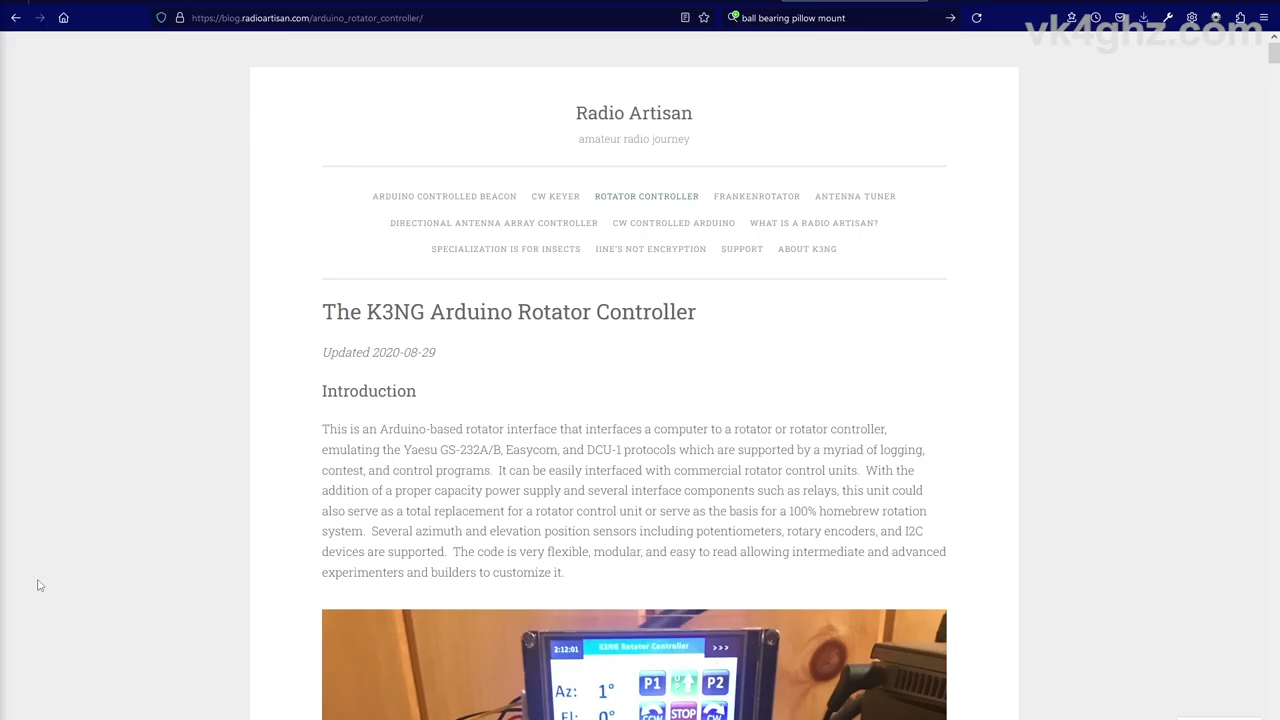 https://blog.radioartisan.com/arduino_rotator_controller/
ball bearing pillow mount
vk4ghz.com
Radio Artisan
amateur radio journey
ARDUINO CONTROLLED BEACON CW KEYER ROTATOR CONTROLLER FRANKENROTATOR ANTENNA TUNER
DIRECTIONAL ANTENNA ARRAY CONTROLLER CW CONTROLLED ARDUINO WHAT IS A RADIO ARTISAN?
SPECIALIZATION IS FOR INSECTS IINE'S NOT ENCRYPTION SUPPORT ABOUT K3NG
The K3NG Arduino Rotator Controller
Updated 2020-08-29
Introduction
This is an Arduino-based rotator interface that interfaces a computer to a rotator or rotator controller,
emulating the Yaesu GS-232A/B, Easycom, and DCU-1 protocols which are supported by a myriad of logging,
contest, and control programs. It can be easily interfaced with commercial rotator control units. With the
addition of a proper capacity power supply and several interface components such as relays, this unit could
also serve as a total replacement for a rotator control unit or serve as the basis for a 100% homebrew rotation
system. Several azimuth and elevation position sensors including potentiometers, rotary encoders, and I2C
devices are supported. The code is very flexible, modular, and easy to read allowing intermediate and advanced
experimenters and builders to customize it.
2:12:01 K3NG Rotator Controller >>>
Az: 1° P1 UP P2
El: 0° CCW STOP CW